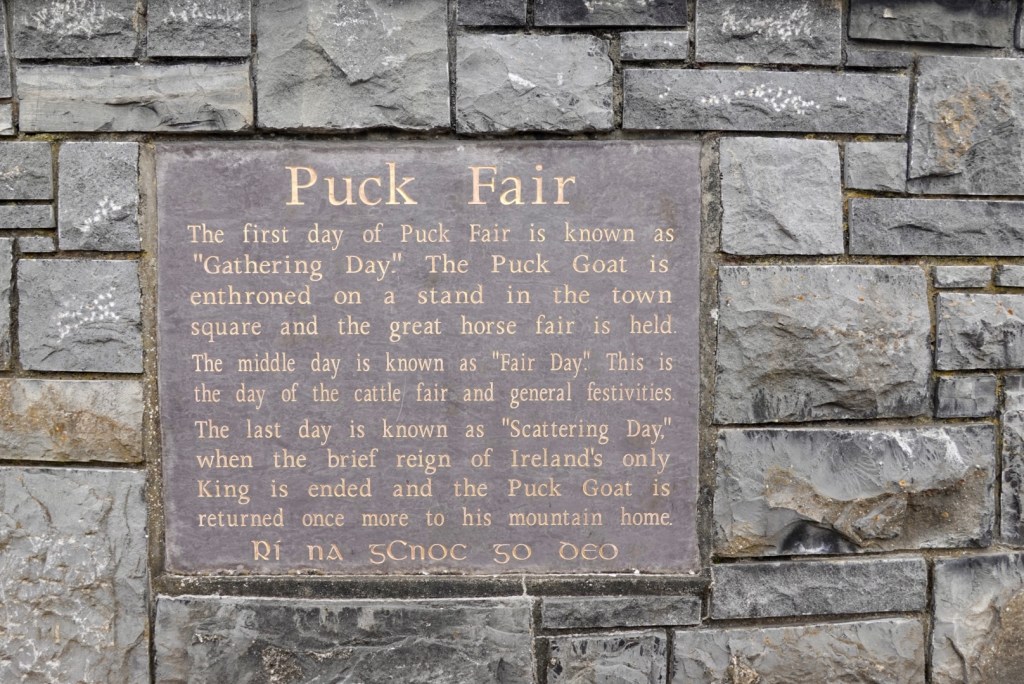 Puck Fair
The first day of Puck Fair is known as
"Gathering Day." The Puck Goat is
enthroned on a stand in the town
square and the great horse fair is held.
The middle day is known as "Fair Day". This is
the day of the cattle fair and general festivities.
The last day is known as "Scattering Day,"
when the brief reign of Ireland's only
King is ended and the Puck Goat is
returned once more to his mountain home.
Rí na gCnoc go deo